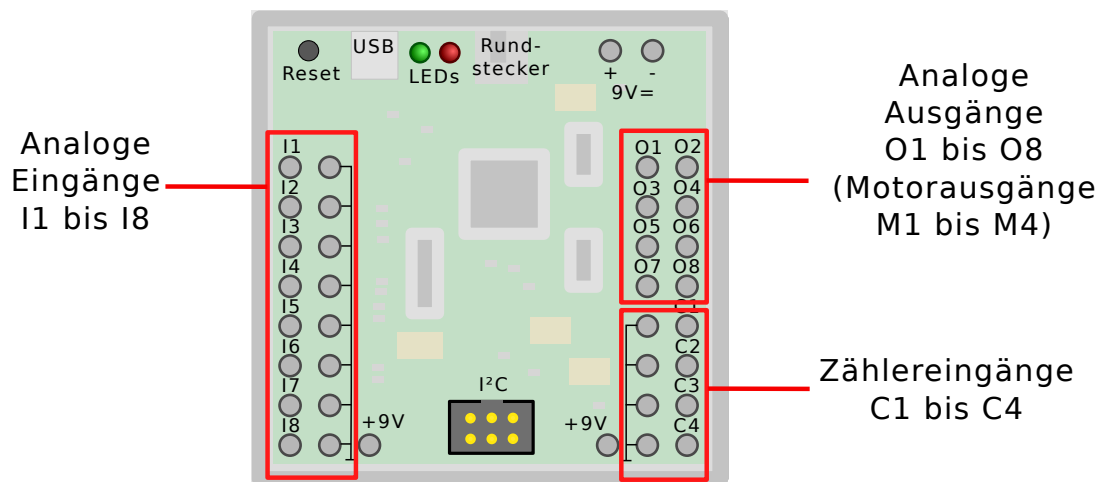 Reset
USB
LEDs
Rund-
stecker
+ -
9V=
Analoge
Eingänge
I1 bis I8
I1
I2
I3
I4
I5
I6
I7
I8
+9V
I²C
+9V
O1 O2
O3 O4
O5 O6
O7 O8
C1
C2
C3
C4
Analoge
Ausgänge
O1 bis O8
(Motorausgänge
M1 bis M4)
Zählereingänge
C1 bis C4